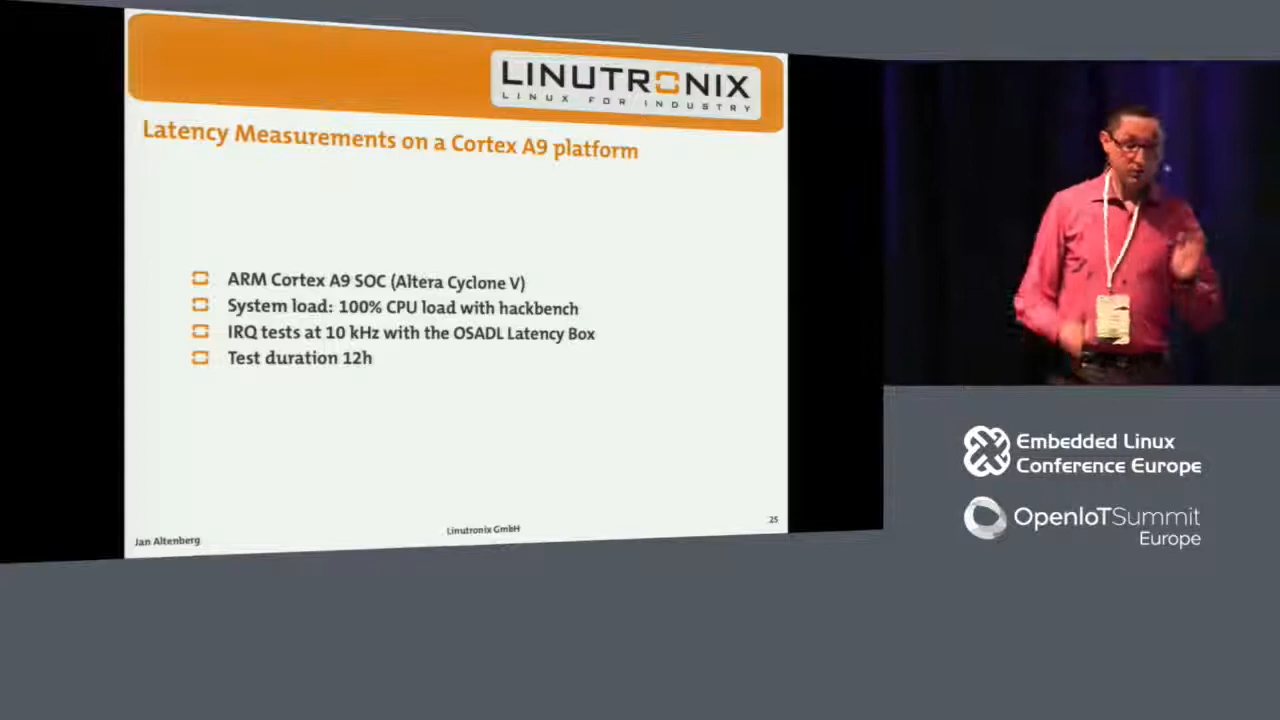 LINUTRONIX
LINUX FOR INDUSTRY
Latency Measurements on a Cortex A9 platform
ARM Cortex A9 SOC (Altera Cyclone V)
System load: 100% CPU load with hackbench
IRQ tests at 10 kHz with the OSADL Latency Box
Test duration 12h
Jan Altenberg
Linutronix GmbH
25
Embedded Linux
Conference Europe
OpenIoTSummit
Europe